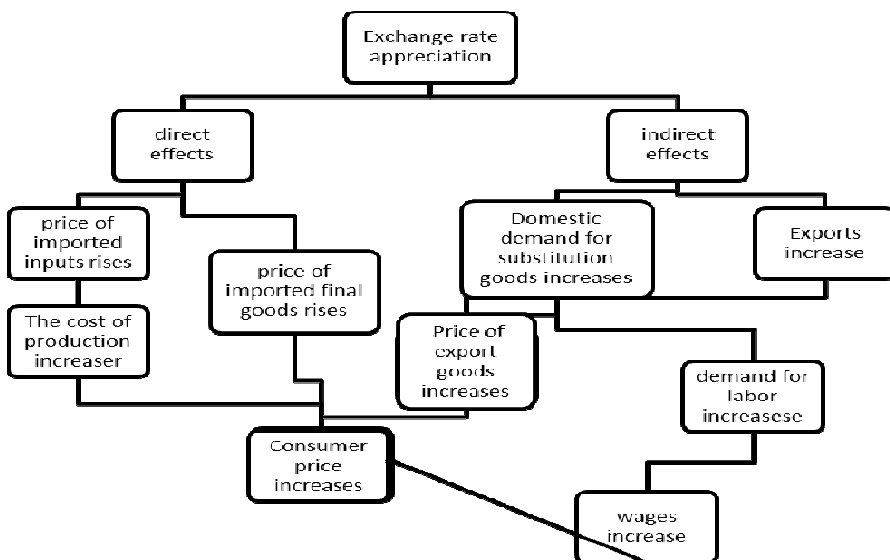 Exchange rate
appreciation
direct
effects
indirect
effects
price of
imported
inputs rises
price of
imported final
goods rises
Domestic
demand for
substitution
goods increases
Exports
increase
The cost of
production
increaser
Price of
export
goods
increases
demand for
labor
increasese
Consumer
price
increases
wages
increase